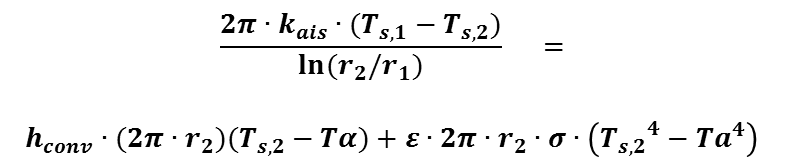 2π · k_ais · (T_s,1 − T_s,2) / ln(r_2/r_1) =
h_conv · (2π · r_2)(T_s,2 − Tα) + ε · 2π · r_2 · σ · (T_s,2^4 − Ta^4)